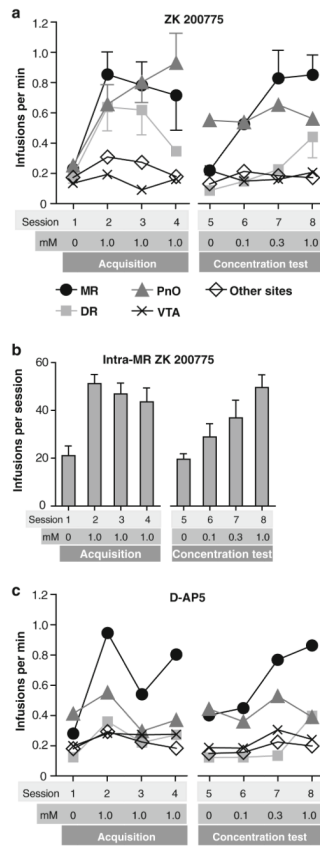 a
ZK 200775
Infusions per min
1.2
1.0
0.8
0.6
0.4
0.2
0
Session 1 2 3 4 5 6 7 8
mM 0 1.0 1.0 1.0 0 0.1 0.3 1.0
Acquisition Concentration test
MR PnO Other sites
DR VTA
b
Intra-MR ZK 200775
Infusions per session
60
40
20
0
Session 1 2 3 4 5 6 7 8
mM 0 1.0 1.0 1.0 0 0.1 0.3 1.0
Acquisition Concentration test
c
D-AP5
Infusions per min
1.2
1.0
0.8
0.6
0.4
0.2
0
Session 1 2 3 4 5 6 7 8
mM 0 1.0 1.0 1.0 0 0.1 0.3 1.0
Acquisition Concentration test